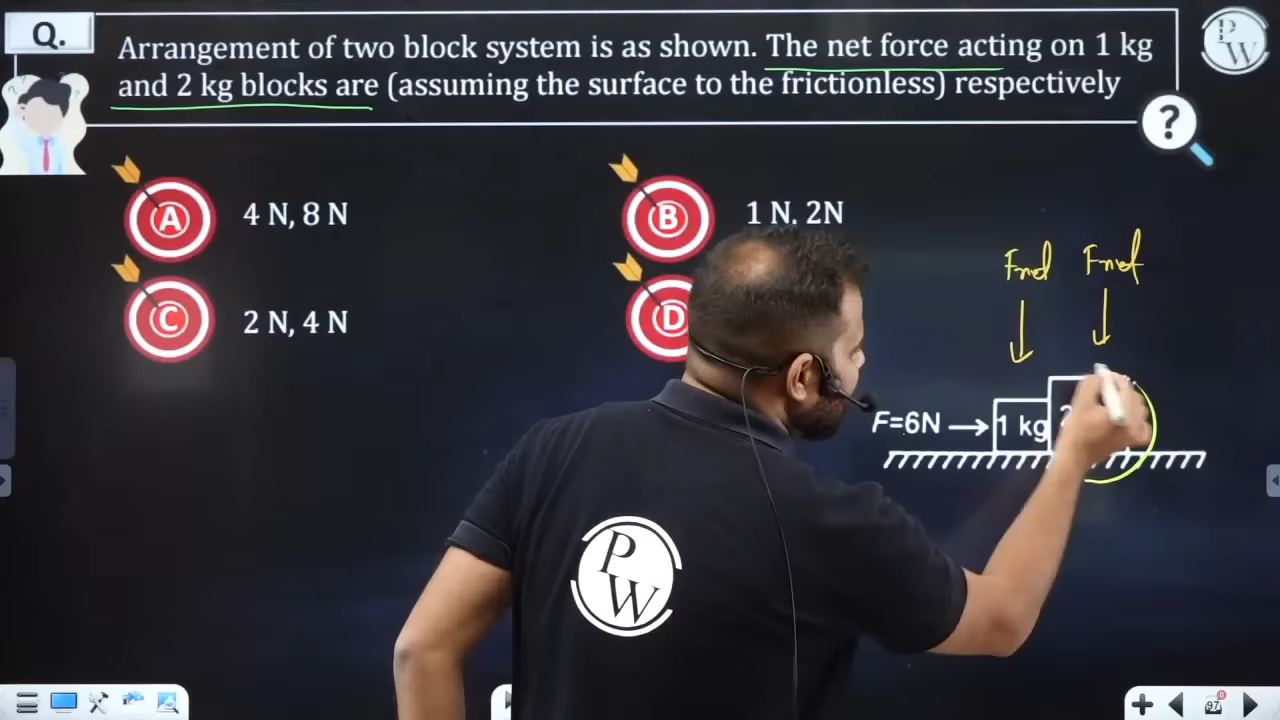 Q.
Arrangement of two block system is as shown. The net force acting on 1 kg
and 2 kg blocks are (assuming the surface to the frictionless) respectively
P
W
?
A 4 N, 8 N
B 1 N, 2N
C 2 N, 4 N
D
Fnet Fnet
F=6N 1 kg
P
W
97